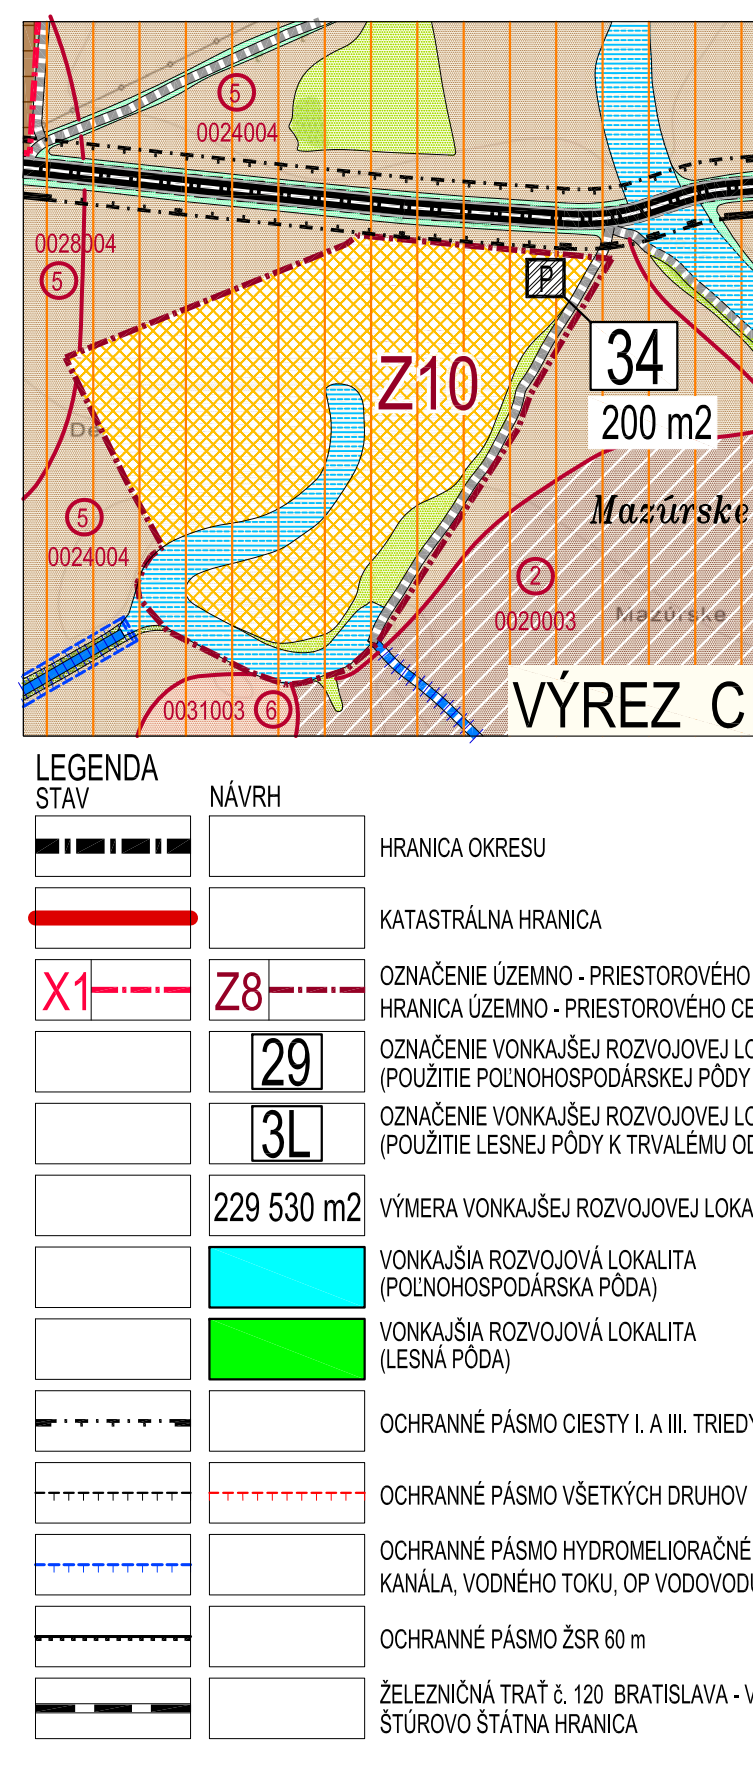 5
0024004
0028004
5
P
34
Z10
200 m2
De
5
0024004
Mazúrske
2
0020003
Mazúrske
0031003 6
VÝREZ C
LEGENDA
STAV NÁVRH
HRANICA OKRESU
KATASTRÁLNA HRANICA
X1 Z8 OZNAČENIE ÚZEMNO - PRIESTOROVÉHO
HRANICA ÚZEMNO - PRIESTOROVÉHO CE
29 OZNAČENIE VONKAJŠEJ ROZVOJOVEJ LO
(POUŽITIE POĽNOHOSPODÁRSKEJ PÔDY
3L OZNAČENIE VONKAJŠEJ ROZVOJOVEJ LO
(POUŽITIE LESNEJ PÔDY K TRVALÉMU OD
229 530 m2 VÝMERA VONKAJŠEJ ROZVOJOVEJ LOKA
VONKAJŠIA ROZVOJOVÁ LOKALITA
(POĽNOHOSPODÁRSKA PÔDA)
VONKAJŠIA ROZVOJOVÁ LOKALITA
(LESNÁ PÔDA)
OCHRANNÉ PÁSMO CIESTY I. A III. TRIEDY
OCHRANNÉ PÁSMO VŠETKÝCH DRUHOV
OCHRANNÉ PÁSMO HYDROMELIORAČNÉ
KANÁLA, VODNÉHO TOKU, OP VODOVODU
OCHRANNÉ PÁSMO ŽSR 60 m
ŽELEZNIČNÁ TRAŤ č. 120 BRATISLAVA - V
ŠTÚROVO ŠTÁTNA HRANICA